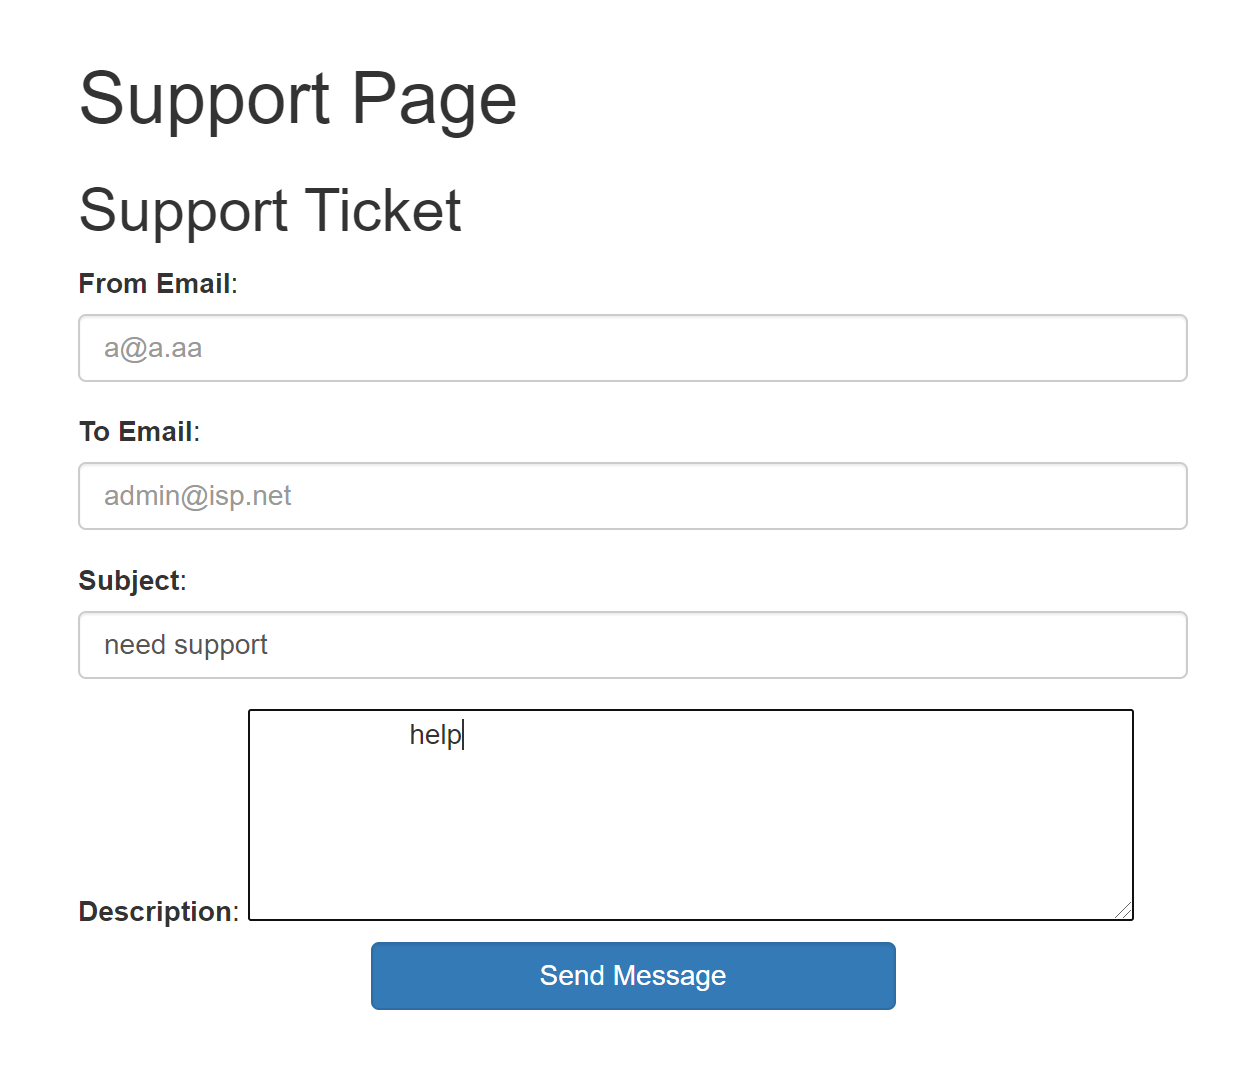 Support Page
Support Ticket
From Email:
a@a.aa
To Email:
admin@isp.net
Subject:
need support
help
Description:
Send Message